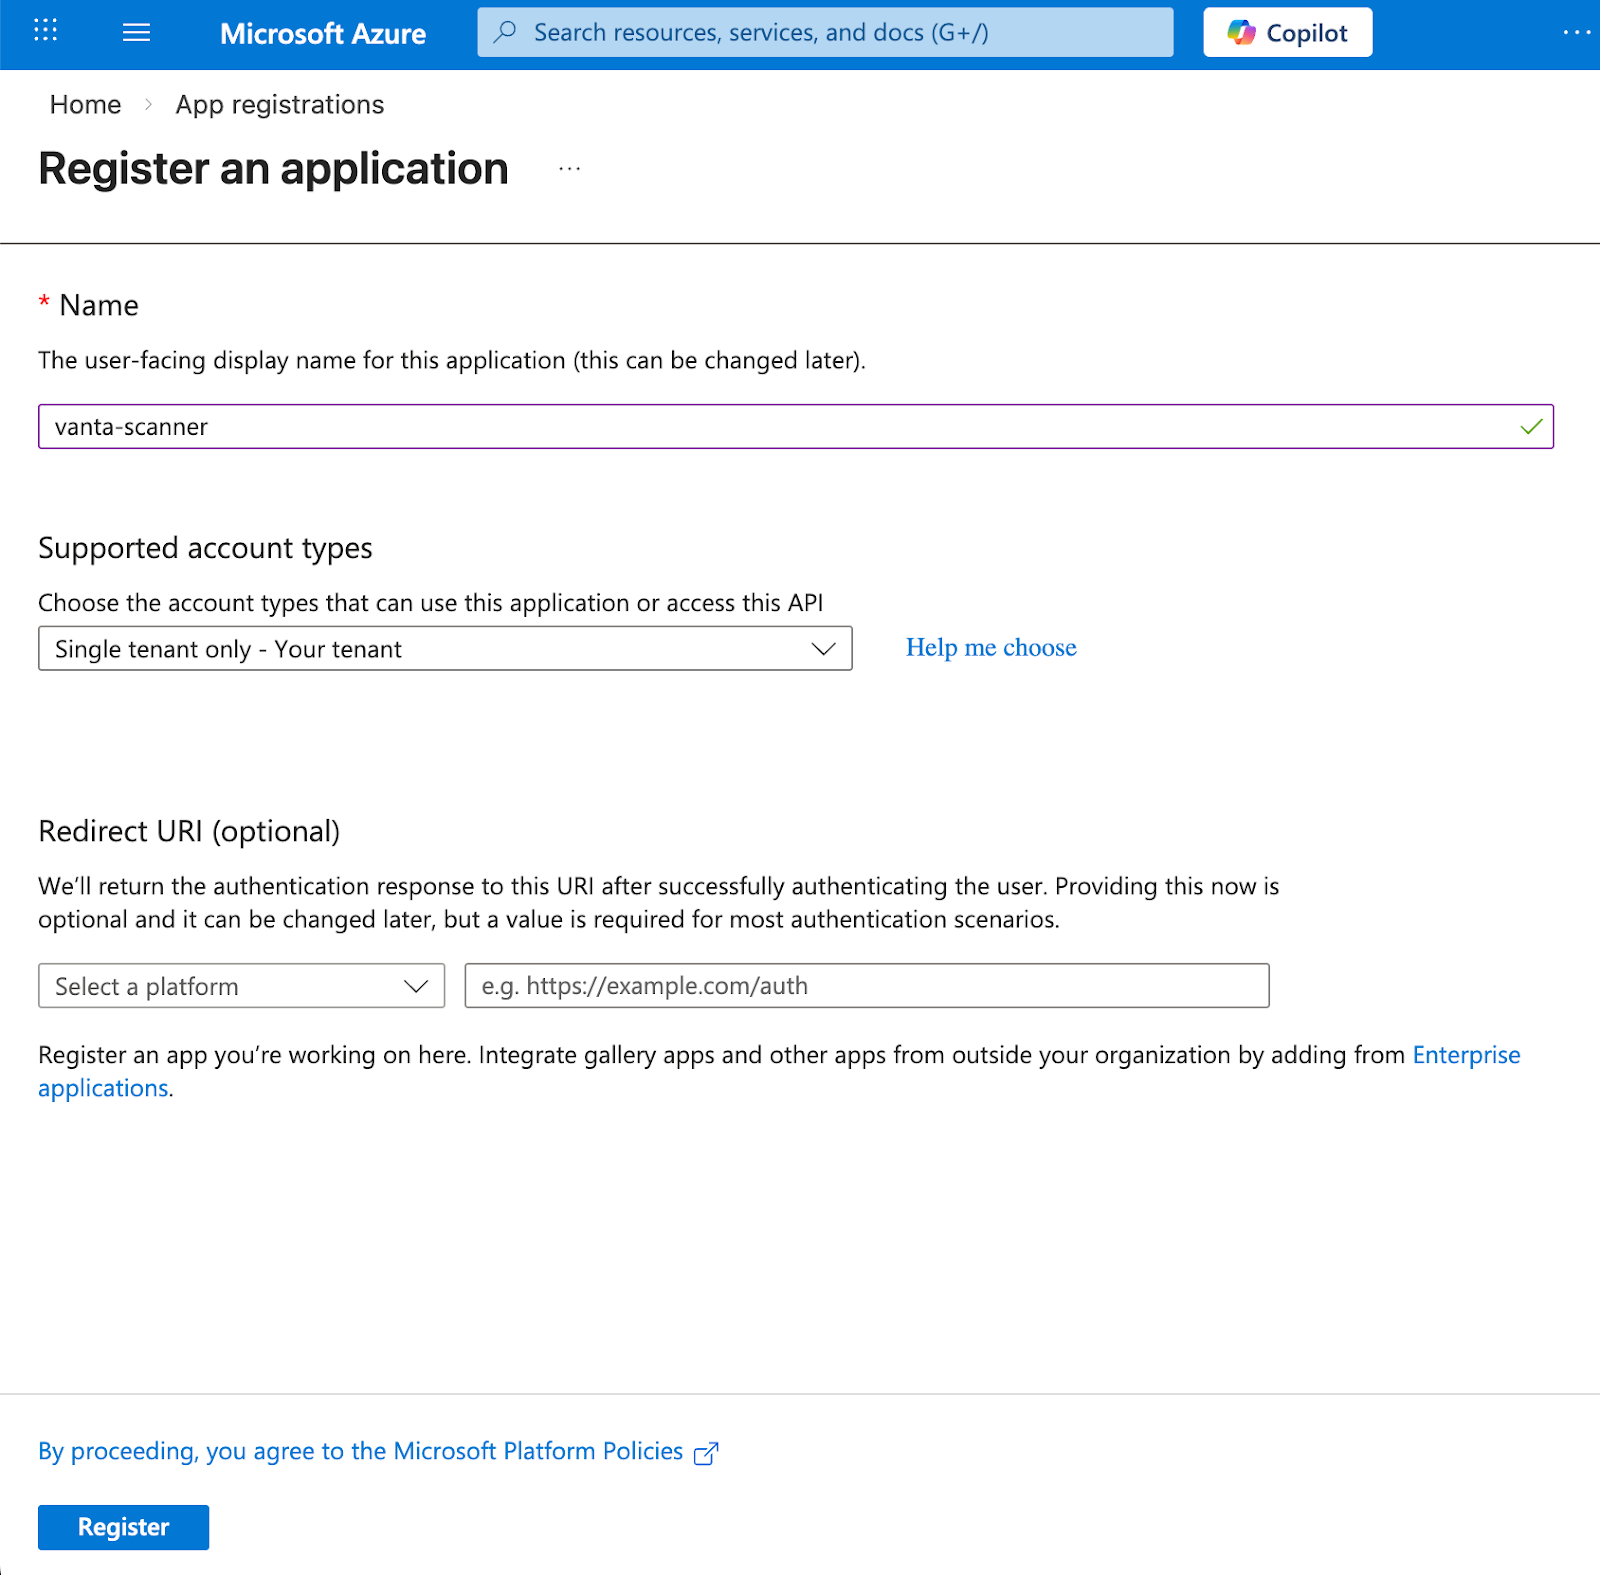 Microsoft Azure
Search resources, services, and docs (G+/)
Copilot
Home
App registrations
Register an application
* Name
The user-facing display name for this application (this can be changed later).
vanta-scanner
Supported account types
Choose the account types that can use this application or access this API
Single tenant only - Your tenant
Help me choose
Redirect URI (optional)
We’ll return the authentication response to this URI after successfully authenticating the user. Providing this now is
optional and it can be changed later, but a value is required for most authentication scenarios.
Select a platform
e.g. https://example.com/auth
Register an app you’re working on here. Integrate gallery apps and other apps from outside your organization by adding from Enterprise
applications.
By proceeding, you agree to the Microsoft Platform Policies
Register